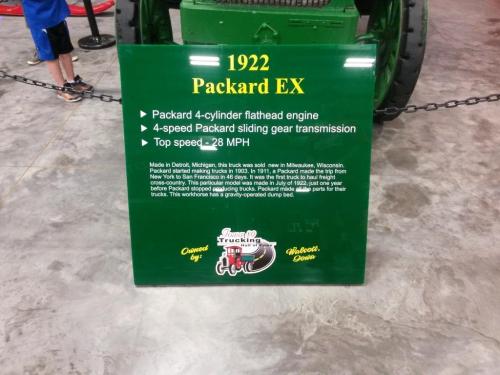 1922
Packard EX
Packard 4-cylinder flathead engine
4-speed Packard sliding gear transmission
Top speed - 28 MPH
Made in Detroit, Michigan, this truck was sold new in Milwaukee, Wisconsin.
Packard started making trucks in 1903. In 1911, a Packard made the trip from
New York to San Francisco in 46 days. It was the first truck to haul freight
cross-country. This particular model was made in July of 1922, just one year
before Packard stopped producing trucks. Packard made all the parts for their
trucks. This workhorse has a gravity-operated dump bed.
Owned
by:
Iowa 80
Trucking
Hall of Fame
Walcott,
Iowa